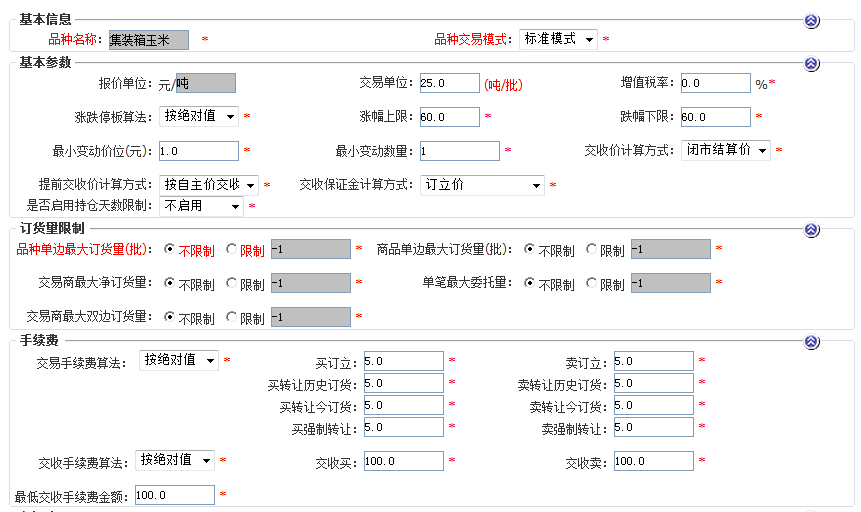 基本信息
品种名称: 集装箱玉米 * 品种交易模式: 标准模式 *
基本参数
报价单位: 元/吨 交易单位: 25.0 (吨/批) 增值税率: 0.0 %*
涨跌停板算法: 按绝对值 * 涨幅上限: 60.0 * 跌幅下限: 60.0 *
最小变动价位(元): 1.0 * 最小变动数量: 1 * 交收价计算方式: 闭市结算价 *
提前交收价计算方式: 按自主价交收 * 交收保证金计算方式: 订立价 *
是否启用持仓天数限制: 不启用 *
订货量限制
品种单边最大订货量(批): 不限制 限制 -1 * 商品单边最大订货量(批): 不限制 限制 -1 *
交易商最大净订货量: 不限制 限制 -1 * 单笔最大委托量: 不限制 限制 -1 *
交易商最大双边订货量: 不限制 限制 -1 *
手续费
交易手续费算法: 按绝对值 * 买订立: 5.0 * 卖订立: 5.0 *
买转让历史订货: 5.0 * 卖转让历史订货: 5.0 *
买转让今订货: 5.0 * 卖转让今订货: 5.0 *
买强制转让: 5.0 * 卖强制转让: 5.0 *
交收手续费算法: 按绝对值 * 交收买: 100.0 * 交收卖: 100.0 *
最低交收手续费金额: 100.0 *